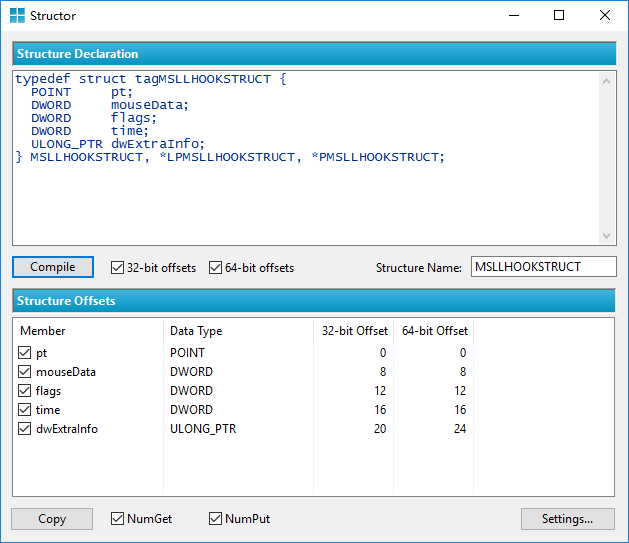 Structor
Structure Declaration
typedef struct tagMSLLHOOKSTRUCT {
  POINT     pt;
  DWORD     mouseData;
  DWORD     flags;
  DWORD     time;
  ULONG_PTR dwExtraInfo;
} MSLLHOOKSTRUCT, *LPMSLLHOOKSTRUCT, *PMSLLHOOKSTRUCT;
Compile 32-bit offsets 64-bit offsets Structure Name: MSLLHOOKSTRUCT
Structure Offsets
Member Data Type 32-bit Offset 64-bit Offset
pt POINT 0 0
mouseData DWORD 8 8
flags DWORD 12 12
time DWORD 16 16
dwExtraInfo ULONG_PTR 20 24
Copy NumGet NumPut Settings...